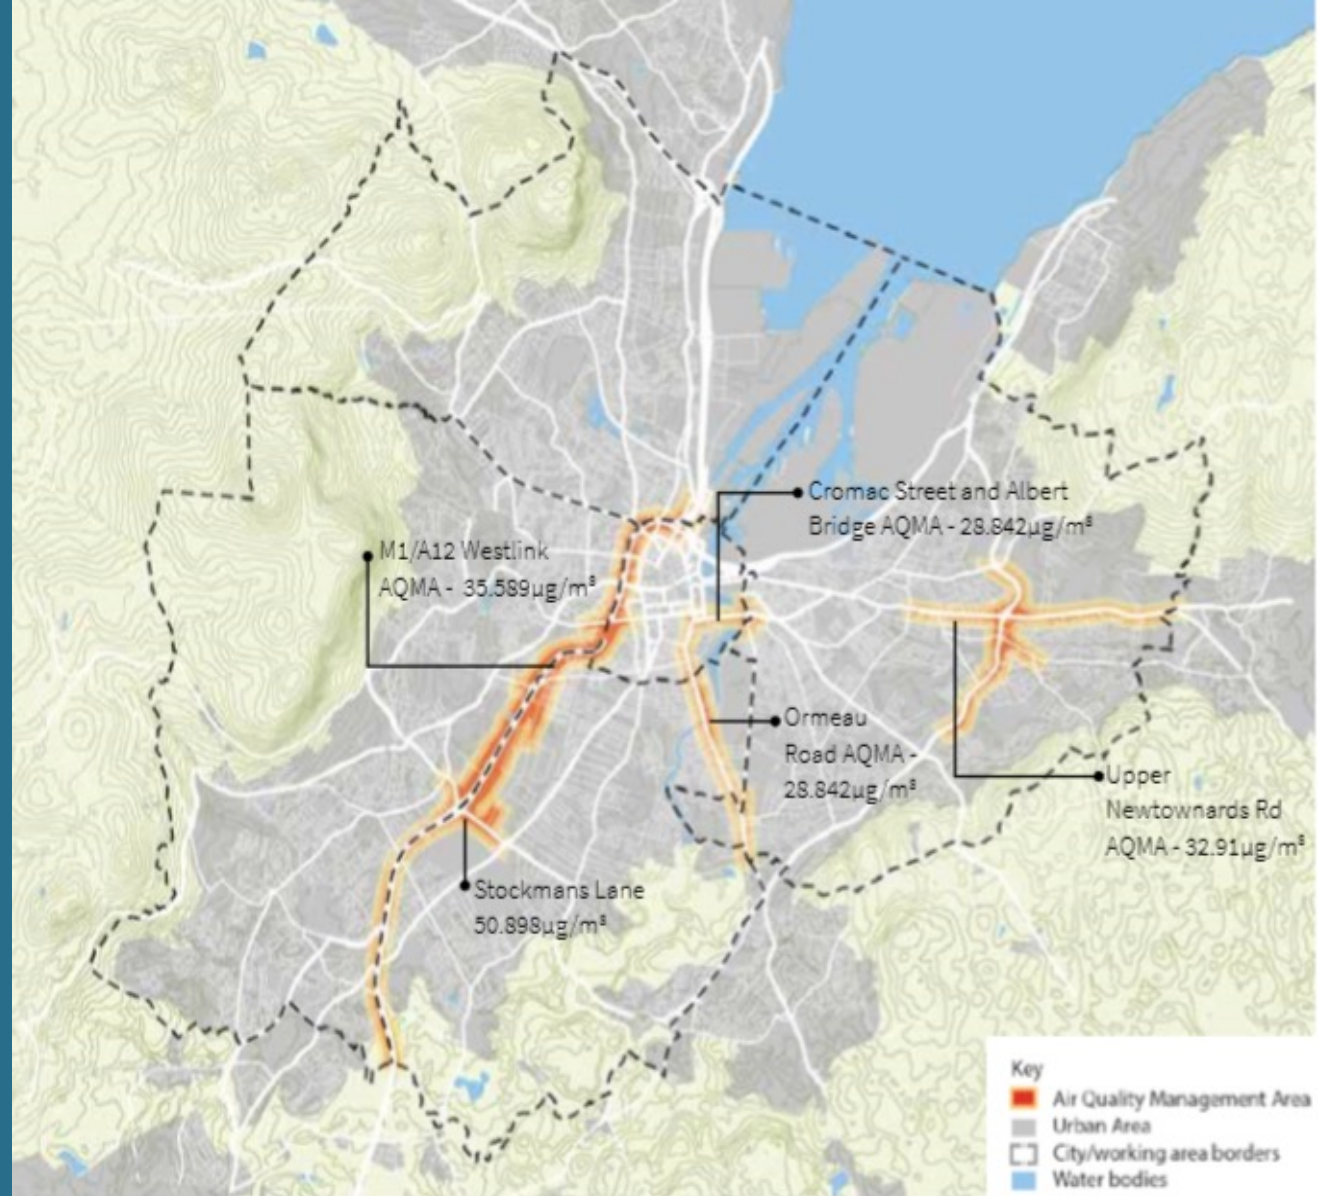 Cromac Street and Albert
Bridge AQMA - 28.842µg/m³
M1/A12 Westlink
AQMA - 35.589µg/m³
Ormeau
Road AQMA -
28.842µg/m³
Upper
Newtownards Rd
AQMA - 32.91µg/m³
Stockmans Lane
50.898µg/m³
Key
Air Quality Management Area
Urban Area
City/working area borders
Water bodies